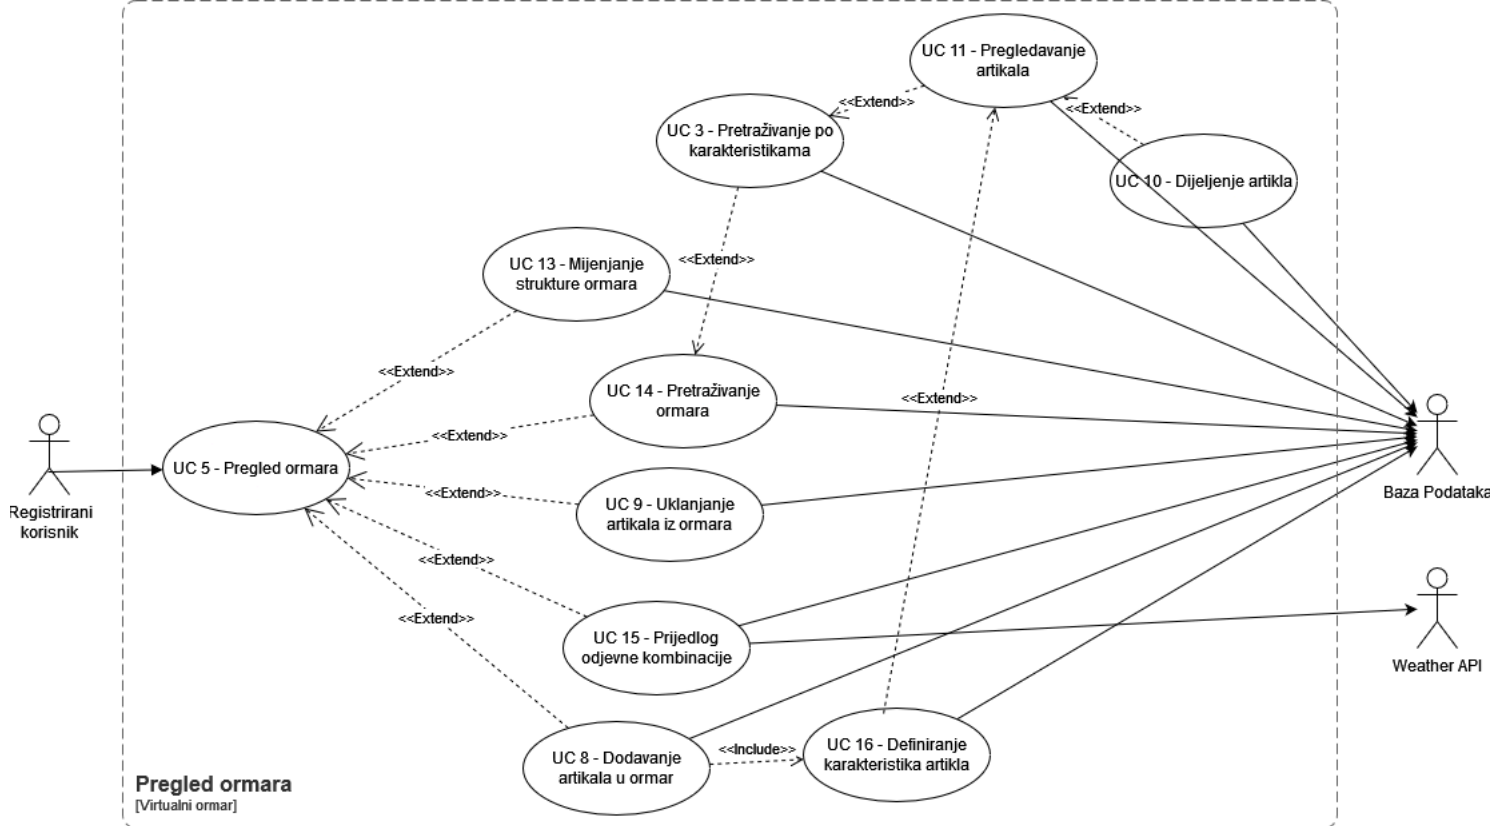 UC 11 - Pregledavanje
artikala
<<Extend>>
<<Extend>>
UC 3 - Pretraživanje po
karakteristikama
UC 10 - Dijeljenje artikla
<<Extend>>
UC 13 - Mijenjanje
strukture ormara
<<Extend>>
UC 14 - Pretraživanje
ormara
<<Extend>>
<<Extend>>
UC 5 - Pregled ormara
<<Extend>>
UC 9 - Uklanjanje
artikala iz ormara
Registrirani
korisnik
Baza Podataka
<<Extend>>
<<Extend>>
UC 15 - Prijedlog
odjevne kombinacije
Weather API
UC 8 - Dodavanje
artikala u ormar
<<Include>>
UC 16 - Definiranje
karakteristika artikla
Pregled ormara
[Virtualni ormar]